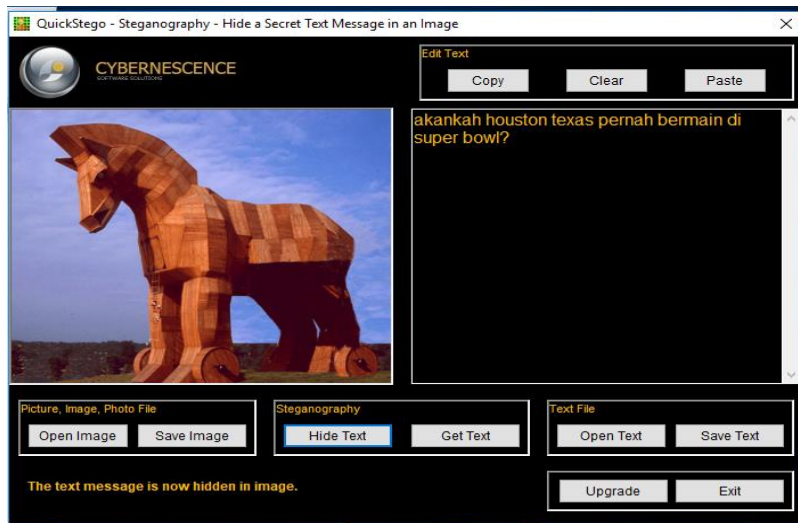 QuickStego - Steganography - Hide a Secret Text Message in an Image
CYBERNESCENCE
SOFTWARE SOLUTIONS
Edit Text
Copy Clear Paste
akankah houston texas pernah bermain di
super bowl?
Picture, Image, Photo File
Open Image Save Image
Steganography
Hide Text Get Text
Text File
Open Text Save Text
The text message is now hidden in image.
Upgrade Exit